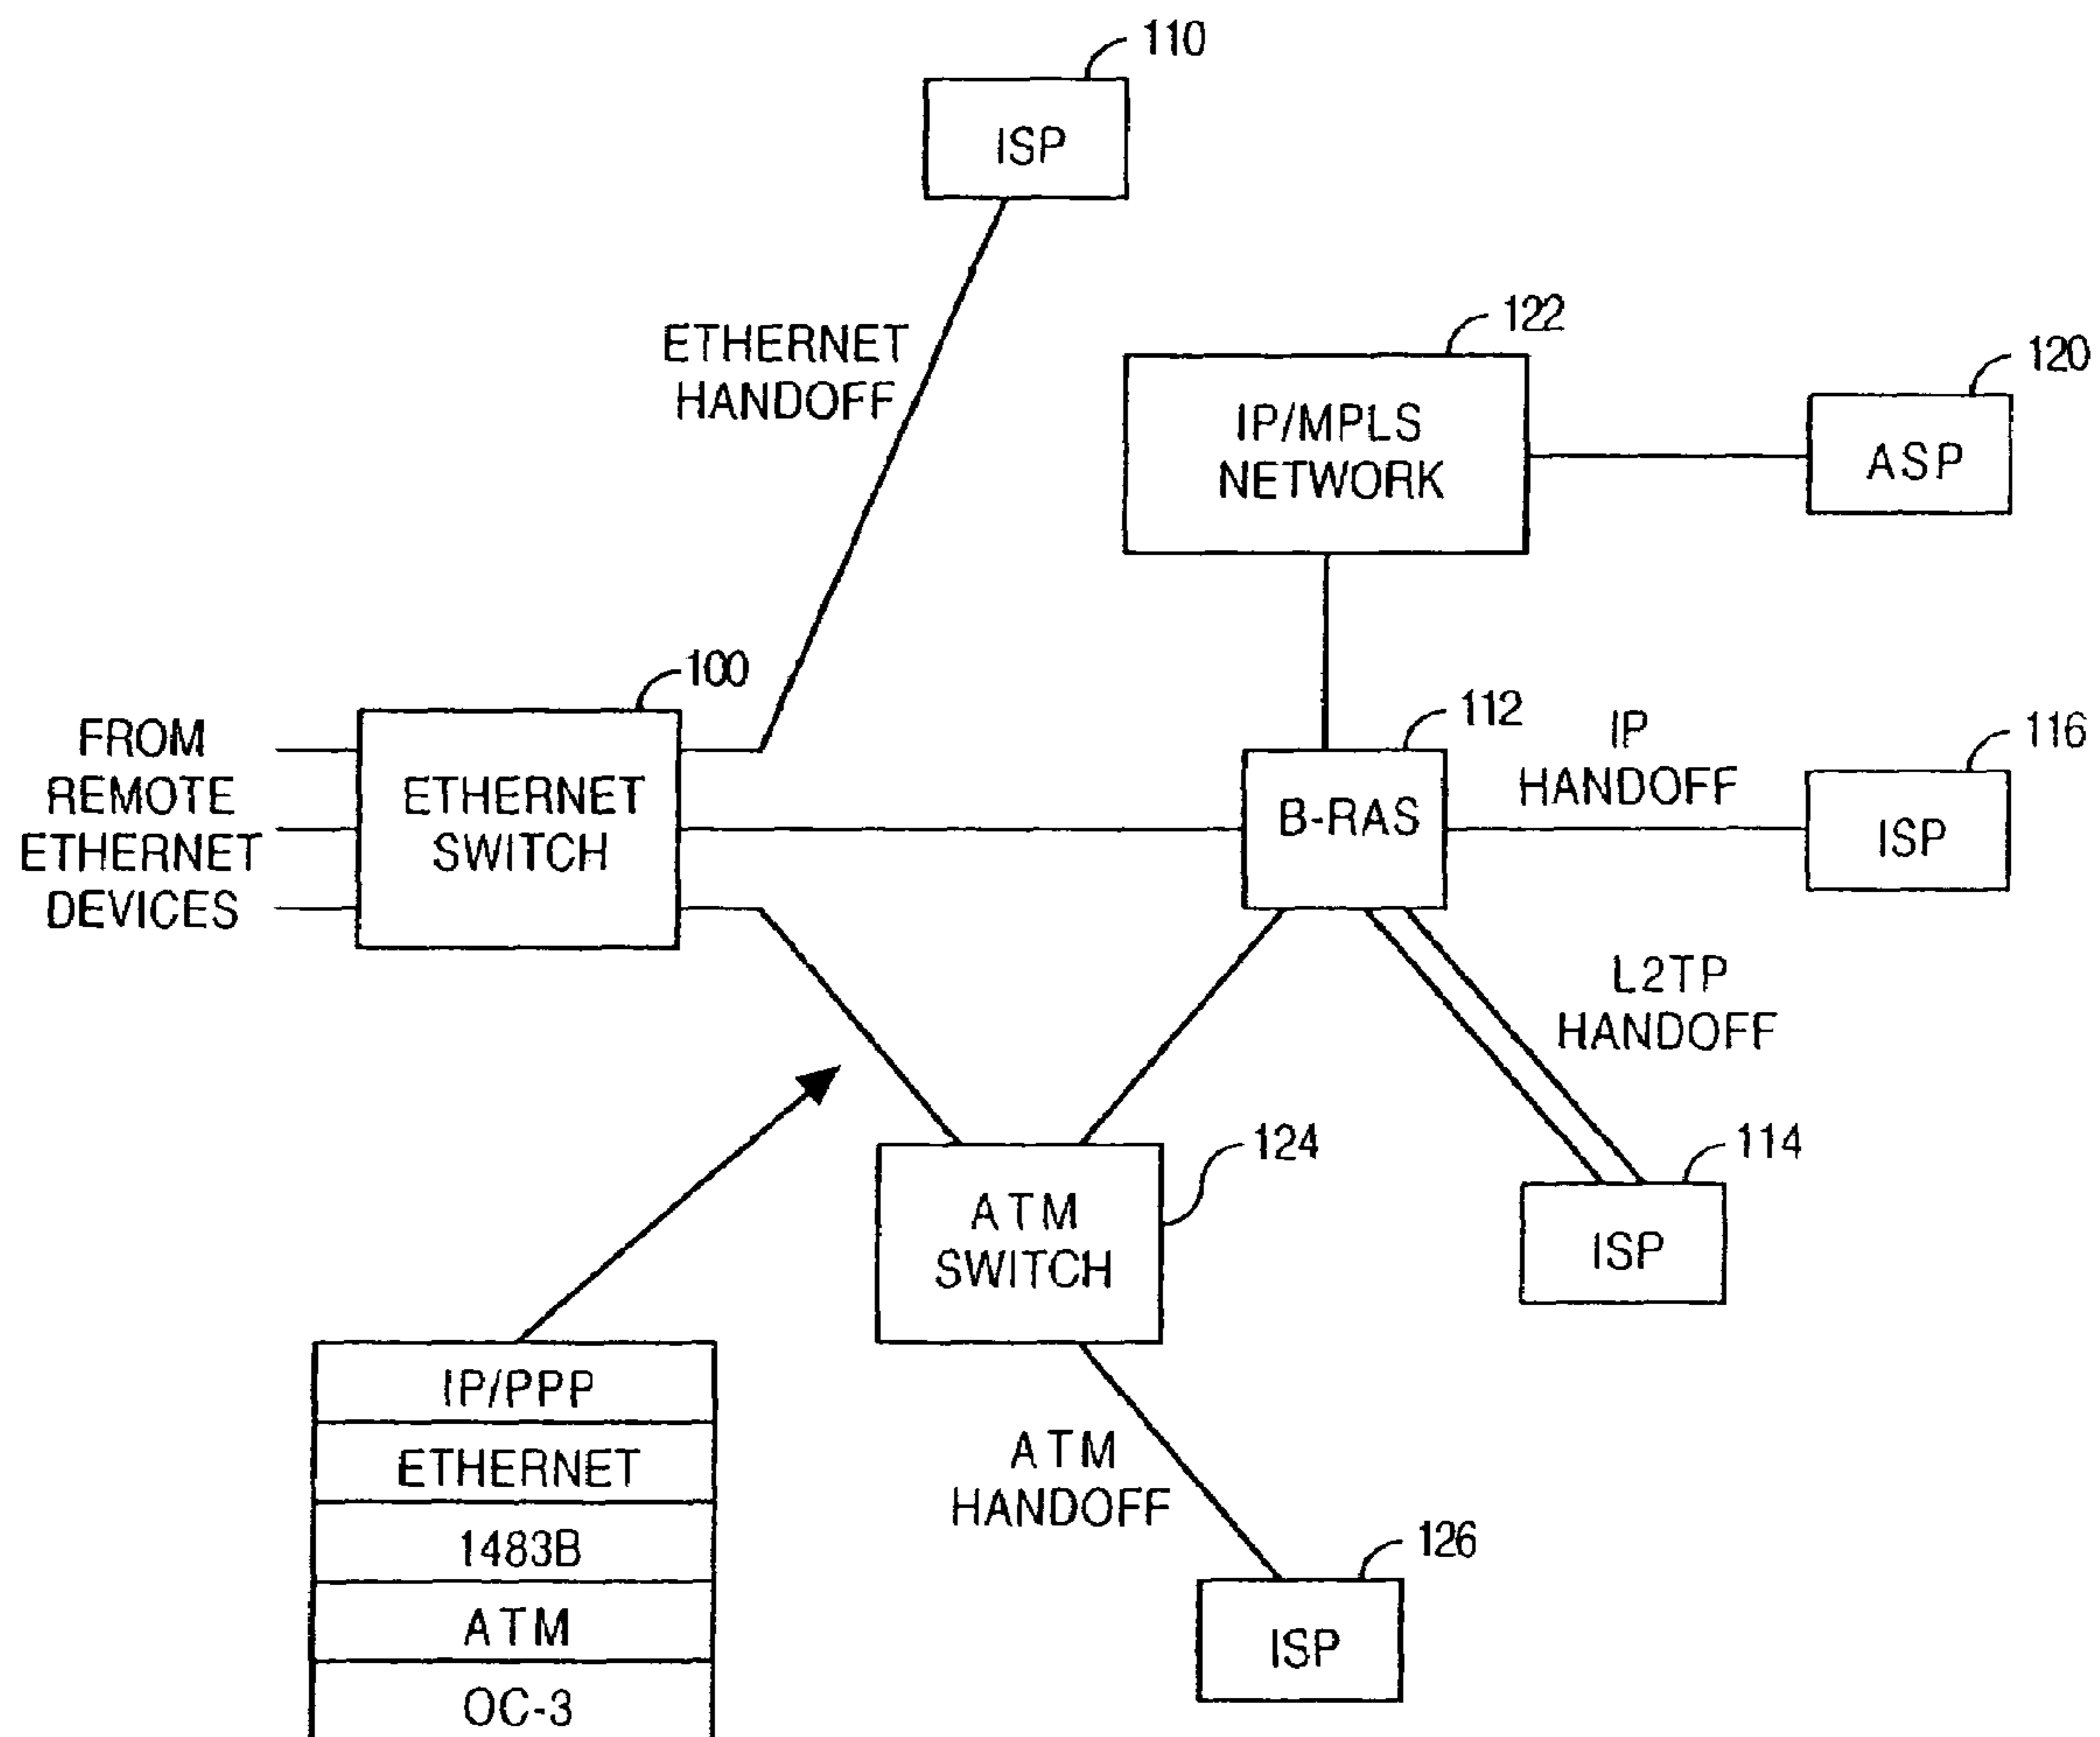 110
ISP
ETHERNET
HANDOFF
122
IP/MPLS
NETWORK
120
ASP
100
FROM
REMOTE
ETHERNET
DEVICES
ETHERNET
SWITCH
112
B-RAS
IP
HANDOFF
116
ISP
L2TP
HANDOFF
124
ATM
SWITCH
114
ISP
IP/PPP
ETHERNET
1483B
ATM
OC-3
ATM
HANDOFF
126
ISP